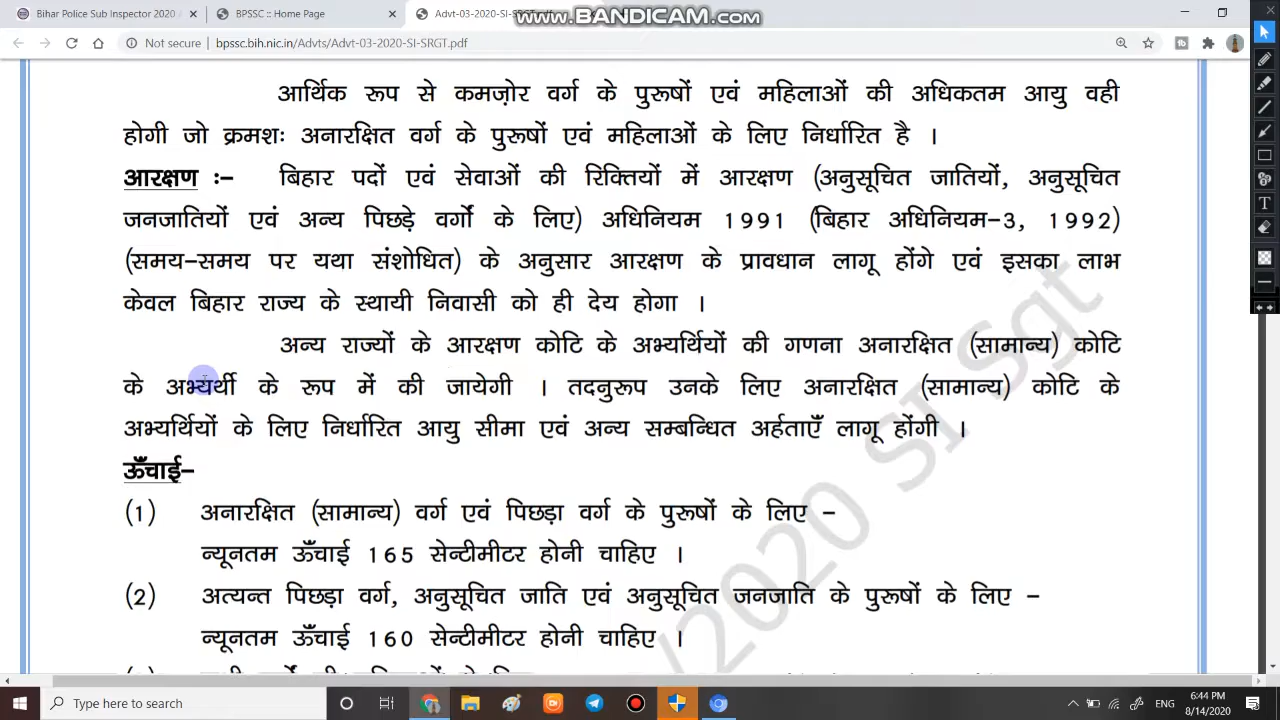 Bihar Police Sub Inspector 2020
BPSSC :: Home Page
Advt-03-2020-SI-SRGT.pdf
www.BANDICAM.com
Not secure | bpssc.bih.nic.in/Advts/Advt-03-2020-SI-SRGT.pdf
आर्थिक रूप से कमज़ोर वर्ग के पुरूषों एवं महिलाओं की अधिकतम आयु वही
होगी जो क्रमशः अनारक्षित वर्ग के पुरूषों एवं महिलाओं के लिए निर्धारित है ।
आरक्षण :– बिहार पदों एवं सेवाओं की रिक्तियों में आरक्षण (अनुसूचित जातियों, अनुसूचित
जनजातियों एवं अन्य पिछड़े वर्गों के लिए) अधिनियम 1991 (बिहार अधिनियम–3, 1992)
(समय–समय पर यथा संशोधित) के अनुसार आरक्षण के प्रावधान लागू होंगे एवं इसका लाभ
केवल बिहार राज्य के स्थायी निवासी को ही देय होगा ।
अन्य राज्यों के आरक्षण कोटि के अभ्यर्थियों की गणना अनारक्षित (सामान्य) कोटि
के अभ्यर्थी के रूप में की जायेगी । तदनुरूप उनके लिए अनारक्षित (सामान्य) कोटि के
अभ्यर्थियों के लिए निर्धारित आयु सीमा एवं अन्य सम्बन्धित अर्हताएँ लागू होंगी ।
ऊँचाई–
(1) अनारक्षित (सामान्य) वर्ग एवं पिछड़ा वर्ग के पुरूषों के लिए –
न्यूनतम ऊँचाई 165 सेन्टीमीटर होनी चाहिए ।
(2) अत्यन्त पिछड़ा वर्ग, अनुसूचित जाति एवं अनुसूचित जनजाति के पुरूषों के लिए –
न्यूनतम ऊँचाई 160 सेन्टीमीटर होनी चाहिए ।
/2020 SI Sgt
Type here to search
ENG
6:44 PM
8/14/2020